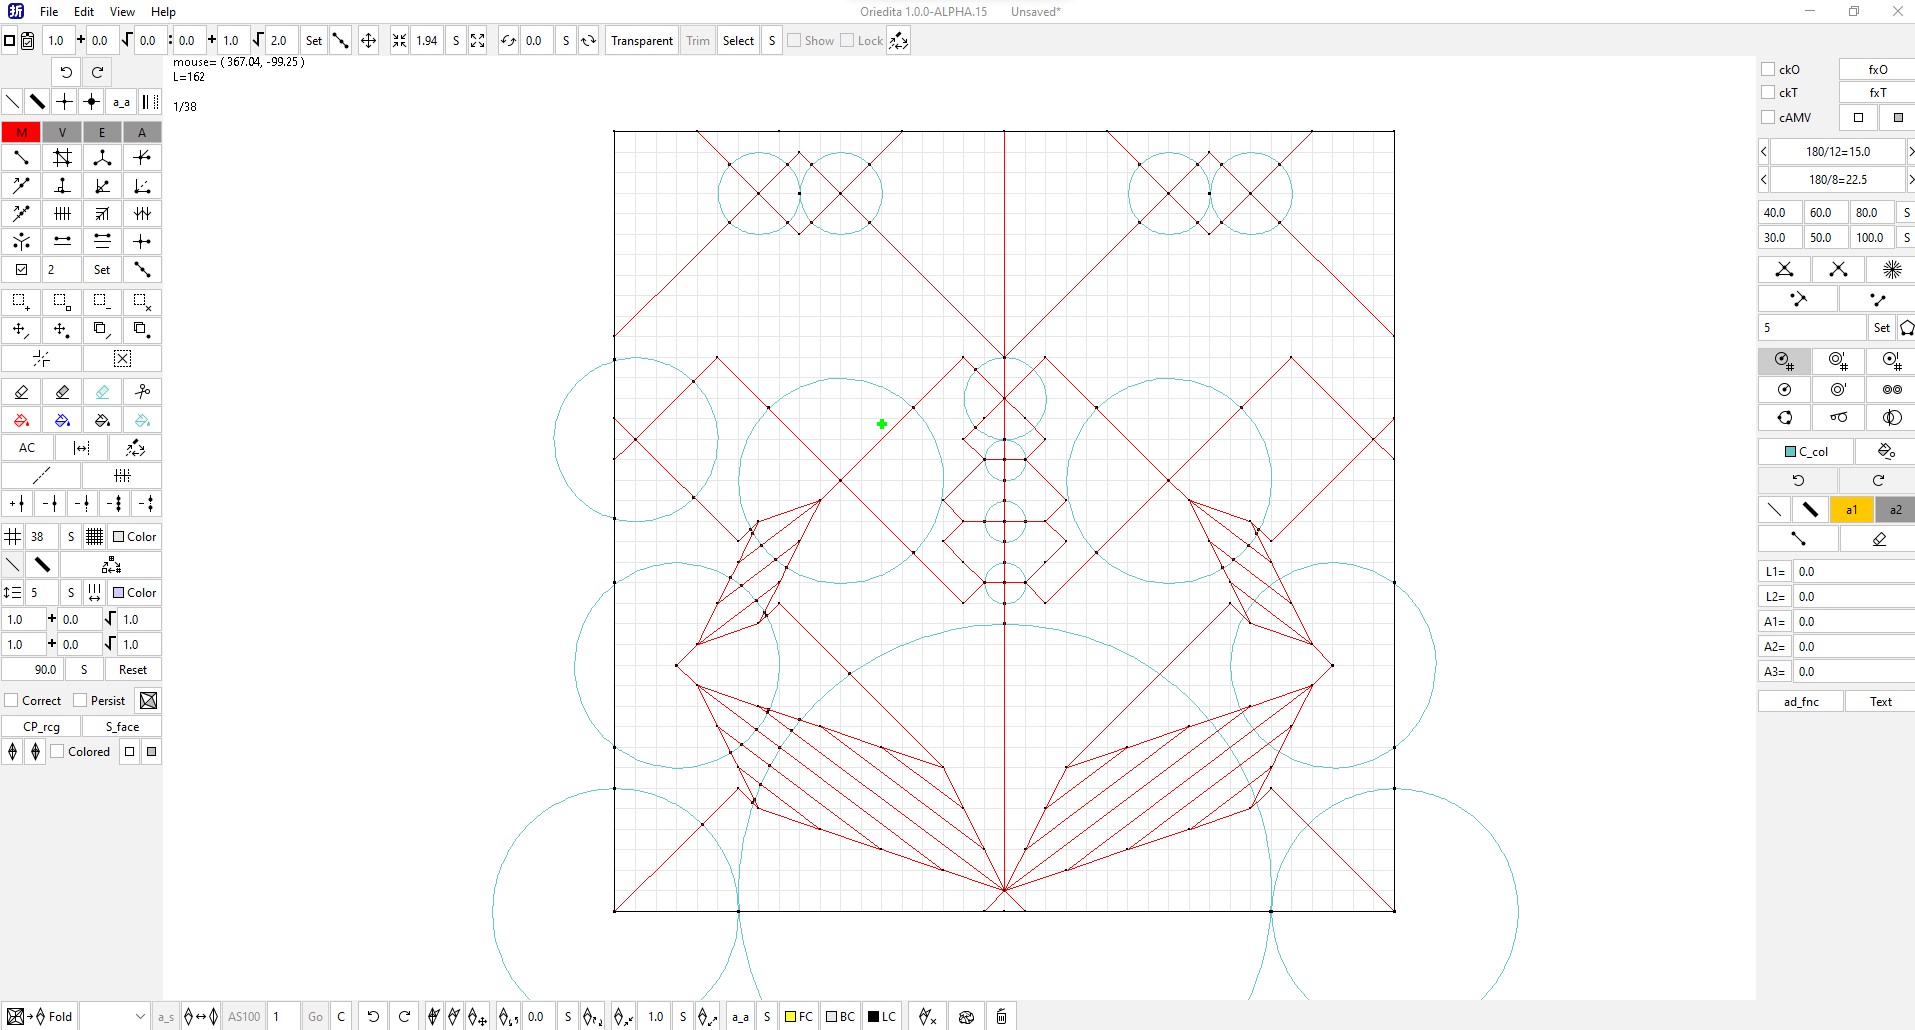 折 File Edit View Help Oriedita 1.0.0-ALPHA.15 Unsaved*
1.0 + 0.0 √ 0.0 : 0.0 + 1.0 √ 2.0 Set 1.94 S 0.0 S Transparent Trim Select S Show Lock
mouse= ( 367.04, -99.25 )
L=162
1/38
a_a
M V E A
2 Set
AC
38 S Color
5 S Color
1.0 + 0.0 √ 1.0
1.0 + 0.0 √ 1.0
90.0 S Reset
Correct Persist
CP_rcg S_face
Colored
ckO fxO
ckT fxT
cAMV
< 180/12=15.0 >
< 180/8=22.5 >
40.0 60.0 80.0 S
30.0 50.0 100.0 S
5 Set
C_col
a1 a2
L1= 0.0
L2= 0.0
A1= 0.0
A2= 0.0
A3= 0.0
ad_fnc Text
Fold a_s AS100 1 Go C 0.0 S 1.0 S a_a S FC BC LC